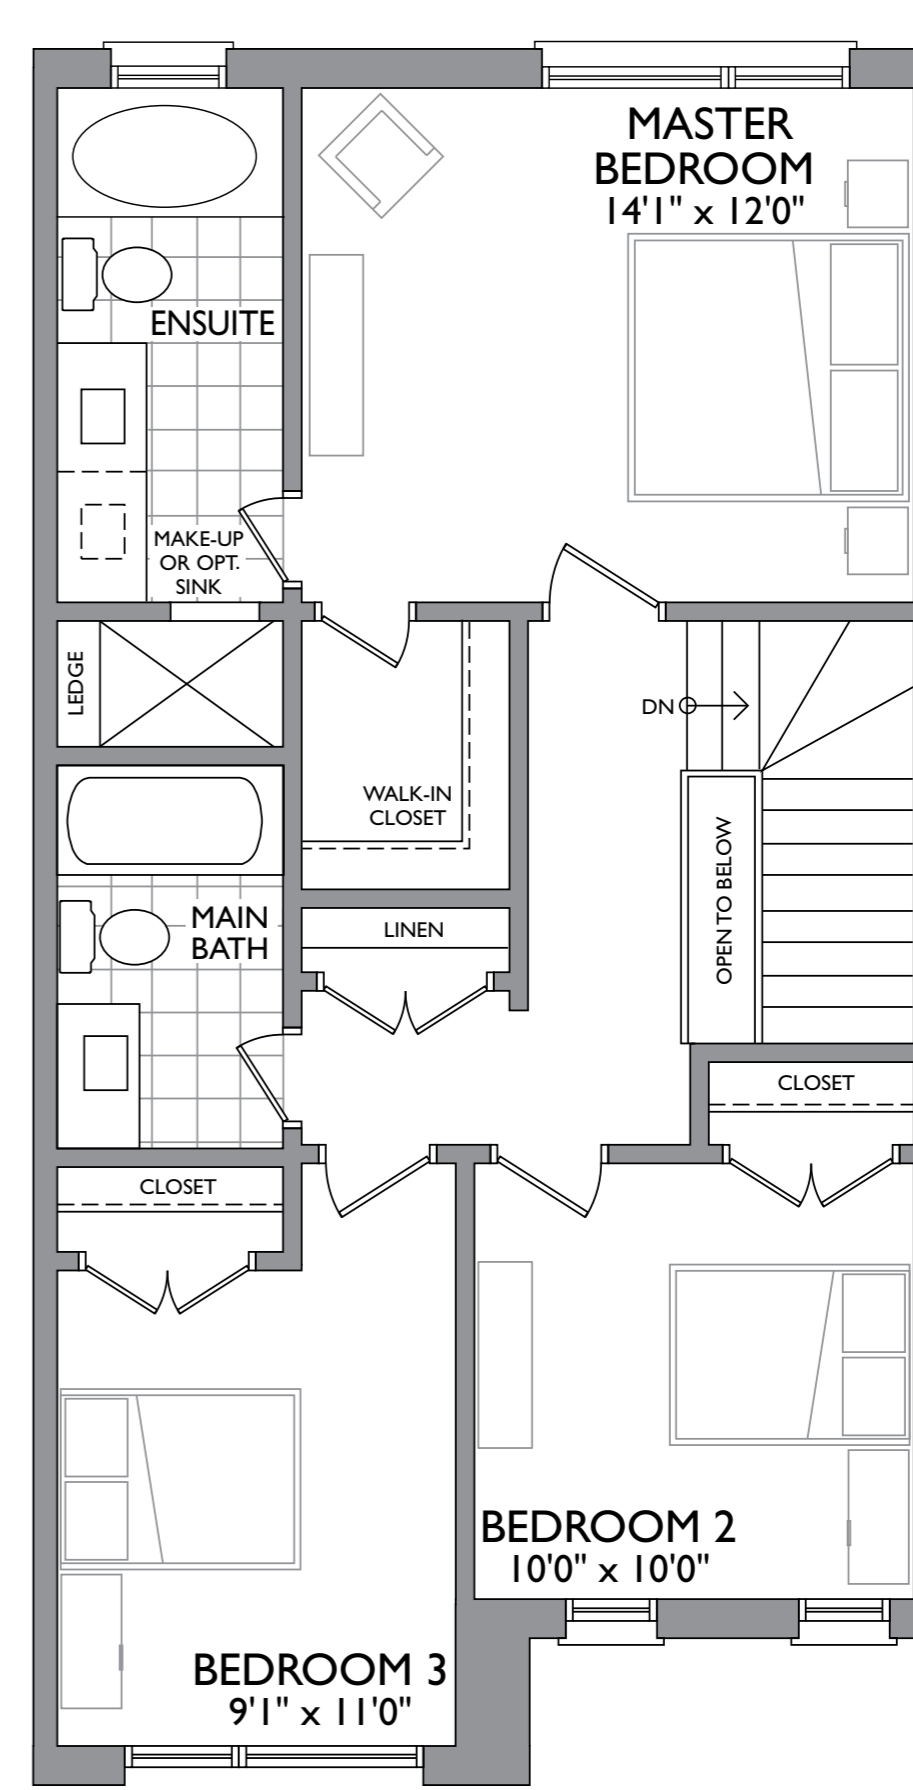 MASTER
BEDROOM
14'1" x 12'0"
ENSUITE
MAKE-UP
OR OPT.
SINK
LEDGE
DN
WALK-IN
CLOSET
OPEN TO BELOW
MAIN
BATH
LINEN
CLOSET
CLOSET
BEDROOM 2
10'0" x 10'0"
BEDROOM 3
9'1" x 11'0"